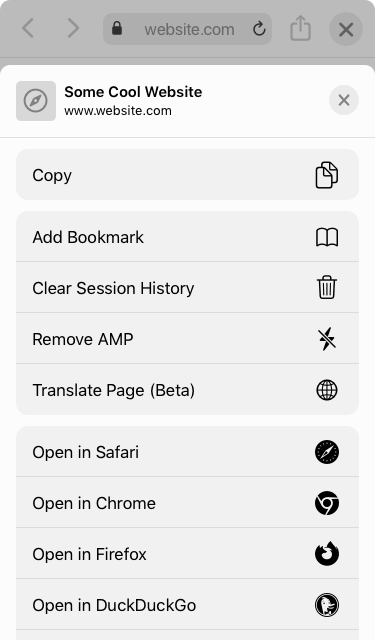 website.com
Some Cool Website
www.website.com
Copy
Add Bookmark
Clear Session History
Remove AMP
Translate Page (Beta)
Open in Safari
Open in Chrome
Open in Firefox
Open in DuckDuckGo